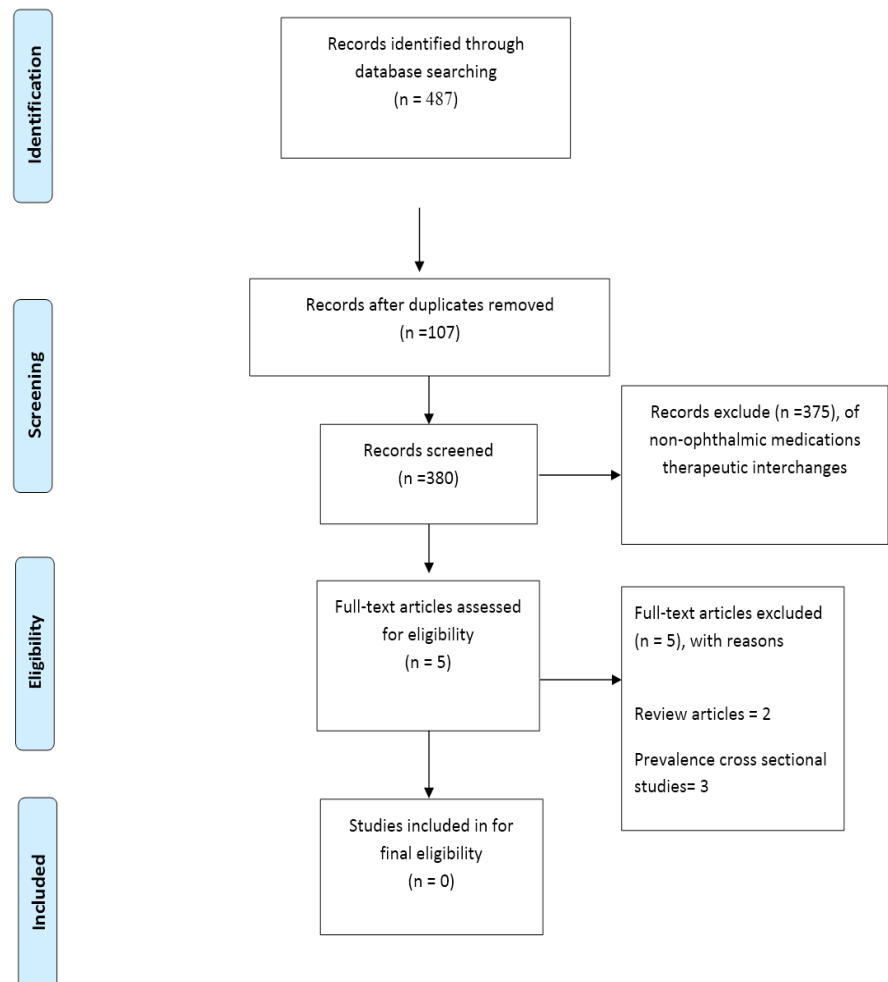 Identification
Records identified through
database searching
(n = 487)
Screening
Records after duplicates removed
(n =107)
Records screened
(n =380)
Records exclude (n =375), of
non-ophthalmic medications
therapeutic interchanges
Eligibility
Full-text articles assessed
for eligibility
(n = 5)
Full-text articles excluded
(n = 5), with reasons
Review articles = 2
Prevalence cross sectional
studies= 3
Included
Studies included in for
final eligibility
(n = 0)